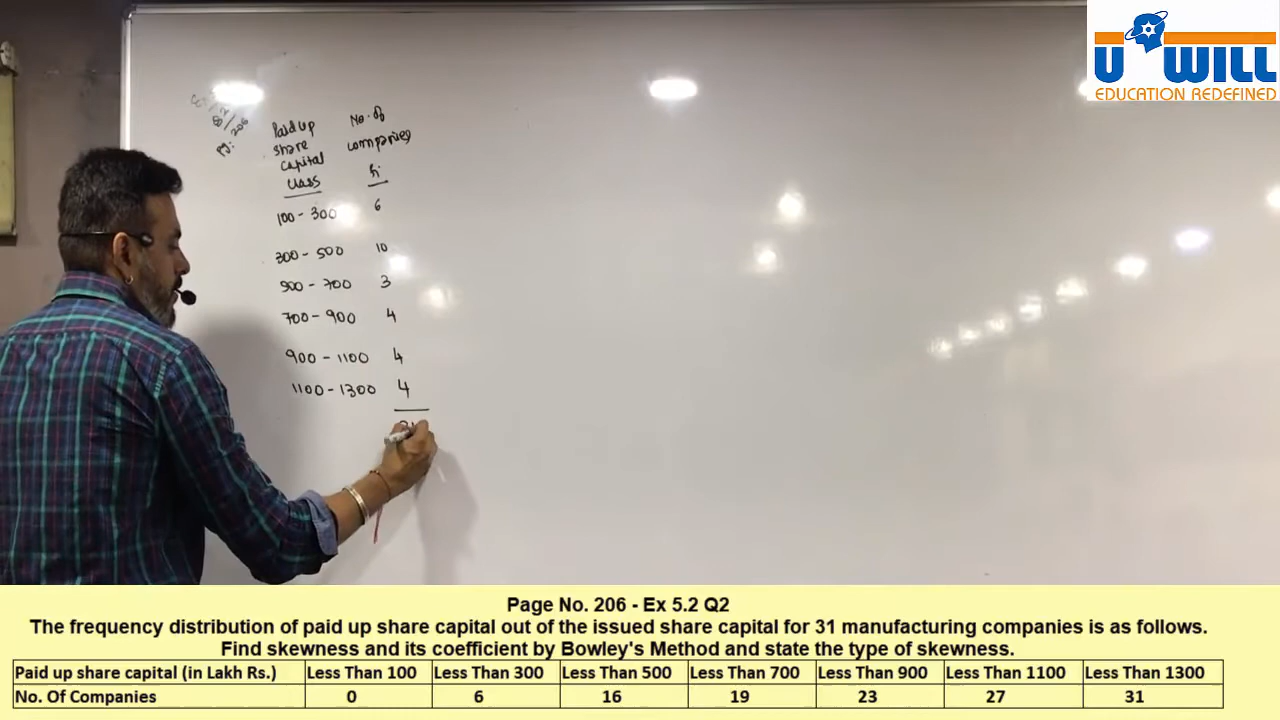 U WILL
EDUCATION REDEFINED
206
Paid up
share
capital
class
No. of
companies
fi
100 - 300 6
300 - 500 10
500 - 700 3
700 - 900 4
900 - 1100 4
1100 - 1300 4
Page No. 206 - Ex 5.2 Q2
The frequency distribution of paid up share capital out of the issued share capital for 31 manufacturing companies is as follows.
Find skewness and its coefficient by Bowley's Method and state the type of skewness.
Paid up share capital (in Lakh Rs.) Less Than 100 Less Than 300 Less Than 500 Less Than 700 Less Than 900 Less Than 1100 Less Than 1300
No. Of Companies 0 6 16 19 23 27 31